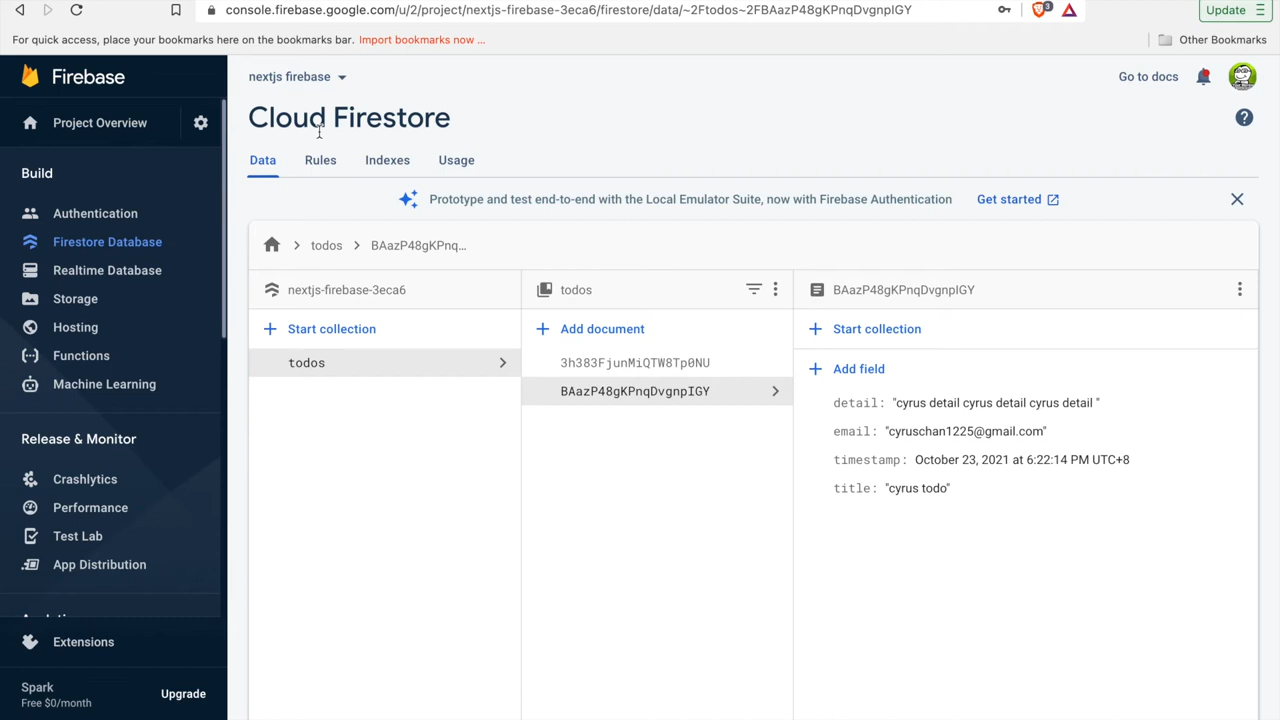 console.firebase.google.com/u/2/project/nextjs-firebase-3eca6/firestore/data/~2Ftodos~2FBAazP48gKPnqDvgnpIGY
3
Update
For quick access, place your bookmarks here on the bookmarks bar. Import bookmarks now ...
Other Bookmarks
Firebase
Project Overview
Build
Authentication
Firestore Database
Realtime Database
Storage
Hosting
Functions
Machine Learning
Release & Monitor
Crashlytics
Performance
Test Lab
App Distribution
Extensions
Spark
Free $0/month
Upgrade
nextjs firebase
Go to docs
Cloud Firestore
Data Rules Indexes Usage
Prototype and test end-to-end with the Local Emulator Suite, now with Firebase Authentication Get started
todos BAazP48gKPnq...
nextjs-firebase-3eca6
Start collection
todos
todos
Add document
3h383FjunMiQTW8Tp0NU
BAazP48gKPnqDvgnpIGY
BAazP48gKPnqDvgnpIGY
Start collection
Add field
detail: "cyrus detail cyrus detail cyrus detail "
email: "cyruschan1225@gmail.com"
timestamp: October 23, 2021 at 6:22:14 PM UTC+8
title: "cyrus todo"